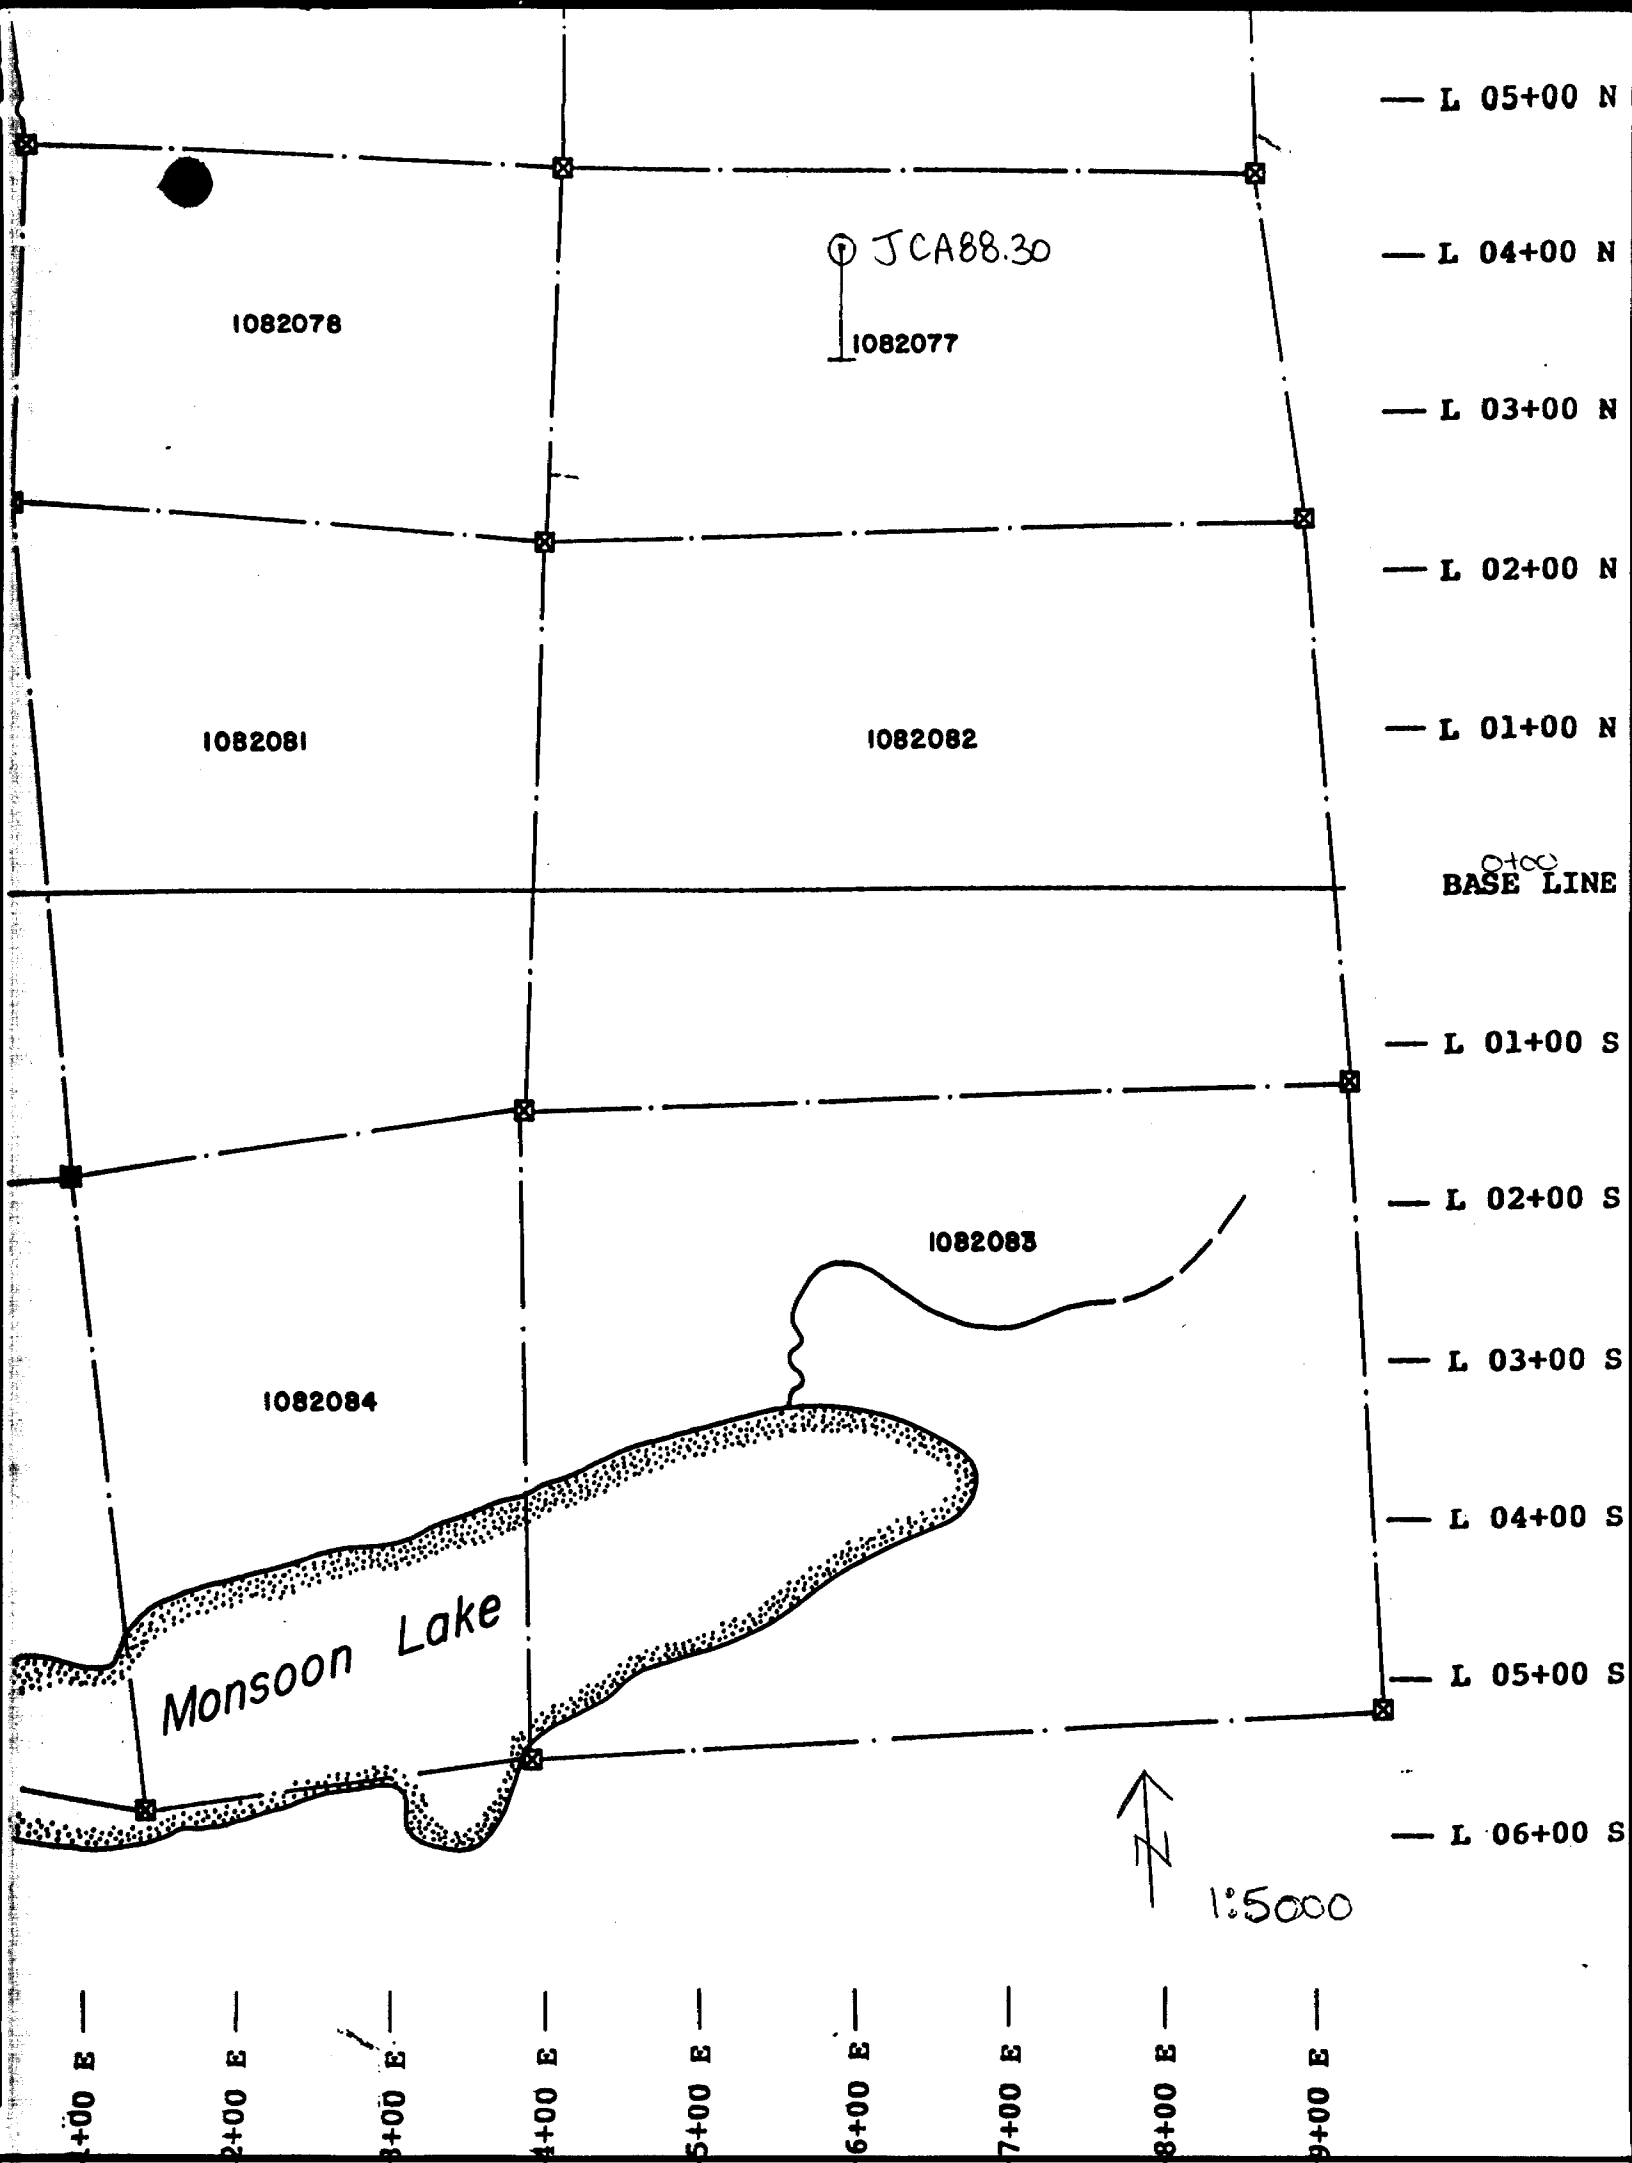 L 05+00 N
JCA88.30
L 04+00 N
1082078
1082077
L 03+00 N
L 02+00 N
1082081
1082082
L 01+00 N
0+00
BASE LINE
L 01+00 S
L 02+00 S
1082083
L 03+00 S
1082084
L 04+00 S
Monsoon Lake
L 05+00 S
L 06+00 S
N
1:5000
1+00 E
2+00 E
3+00 E
4+00 E
5+00 E
6+00 E
7+00 E
8+00 E
9+00 E